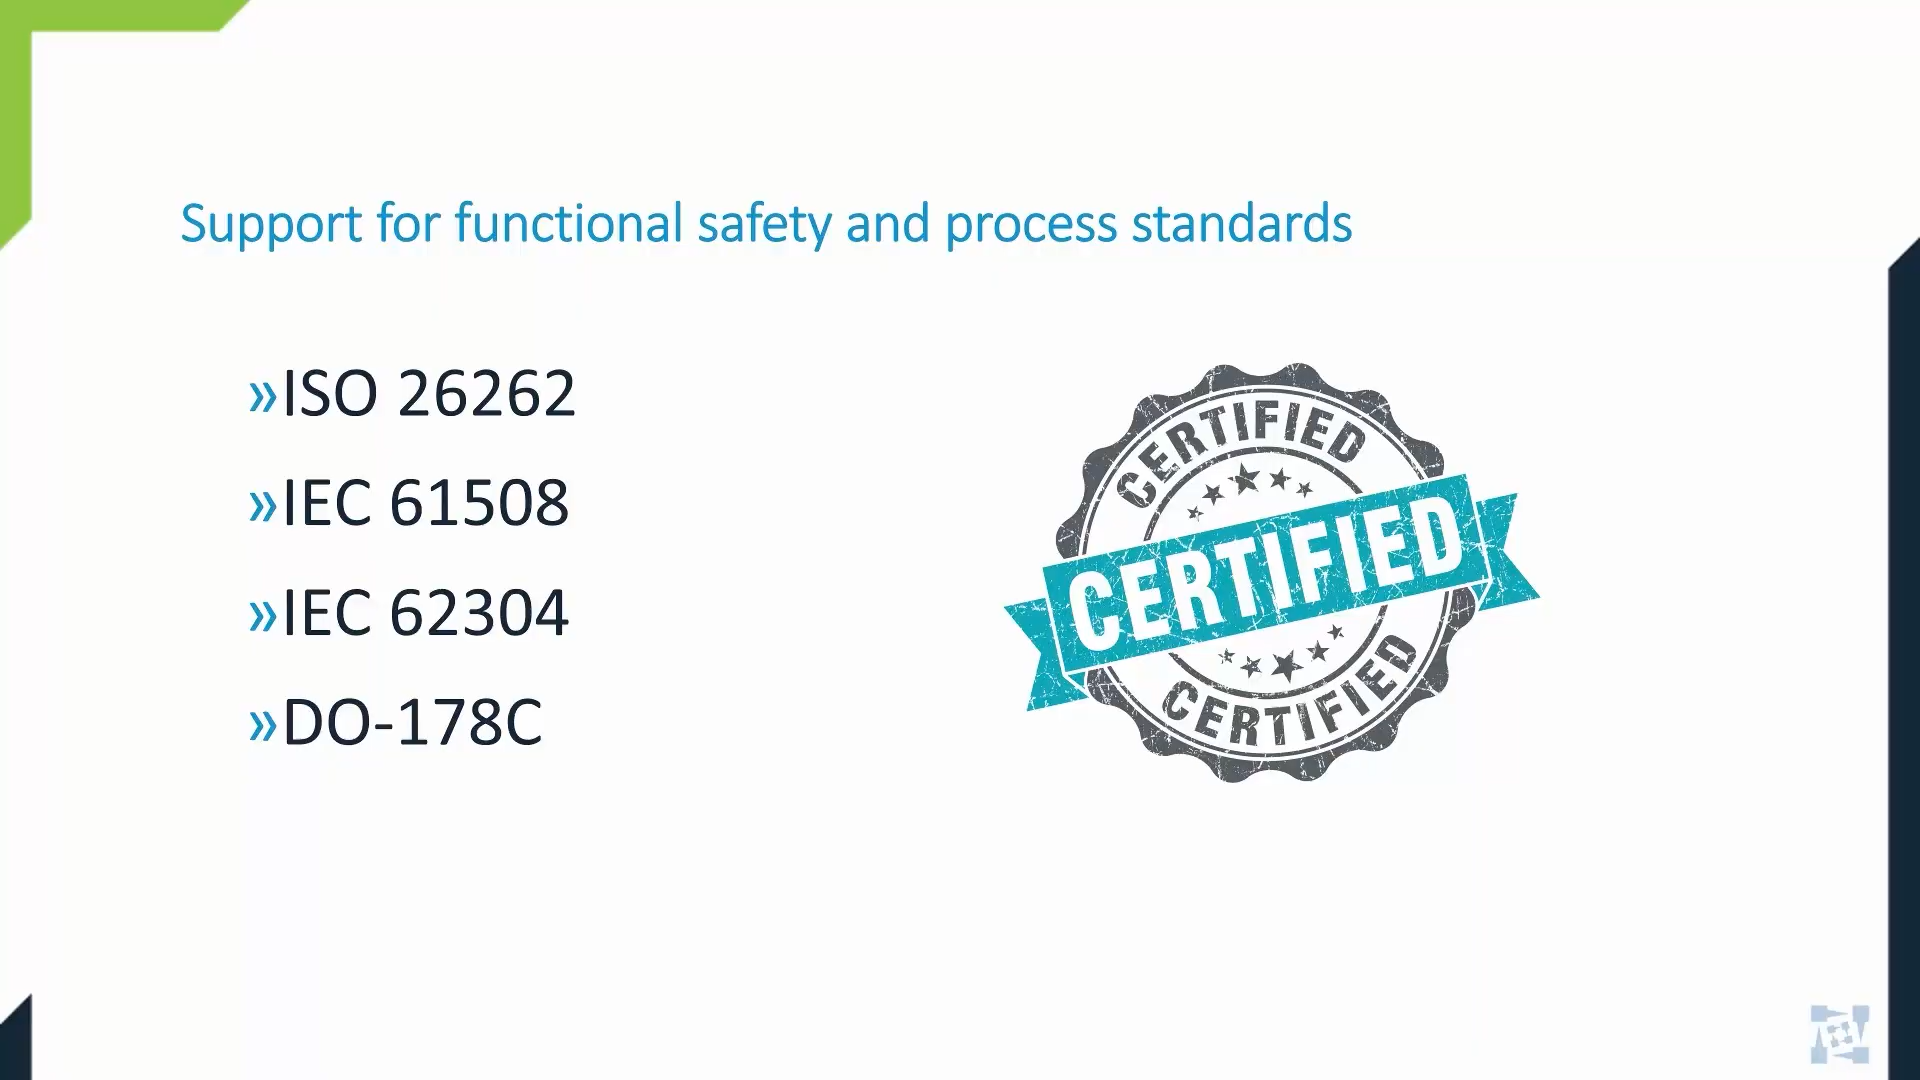 Support for functional safety and process standards
»ISO 26262
»IEC 61508
»IEC 62304
»DO-178C
CERTIFIED
CERTIFIED
CERTIFIED